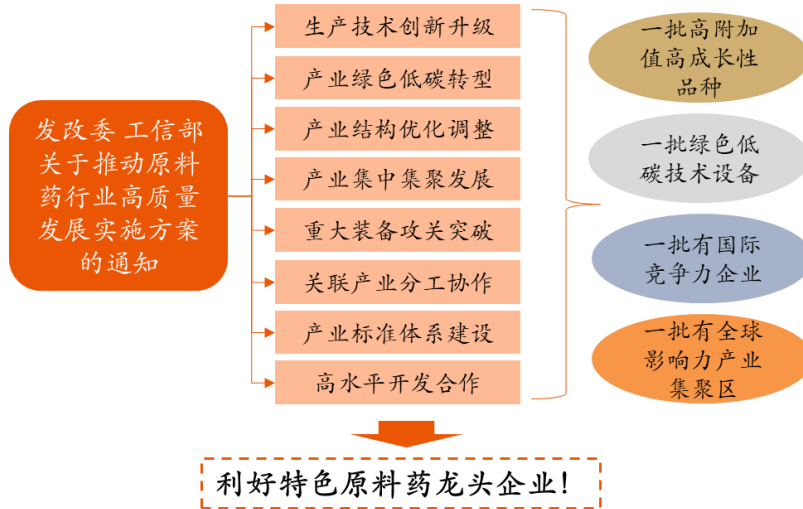 发改委 工信部
关于推动原料
药行业高质量
发展实施方案
的通知
生产技术创新升级
产业绿色低碳转型
产业结构优化调整
产业集中集聚发展
重大装备攻关突破
关联产业分工协作
产业标准体系建设
高水平开发合作
一批高附加
值高成长性
品种
一批绿色低
碳技术设备
一批有国际
竞争力企业
一批有全球
影响力产业
集聚区
利好特色原料药龙头企业！